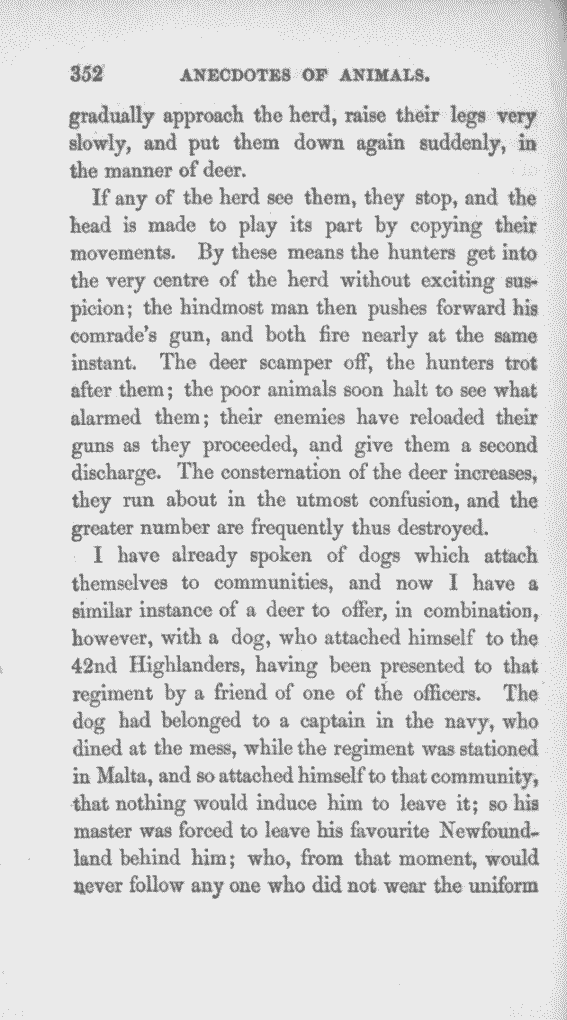 352 ANECDOTES OF ANIMALS.
gradually approach the herd, raise their legs very
slowly, and put them down again suddenly, in
the manner of deer.
If any of the herd see them, they stop, and the
head is made to play its part by copying their
movements. By these means the hunters get into
the very centre of the herd without exciting sus-
picion; the hindmost man then pushes forward his
comrade's gun, and both fire nearly at the same
instant. The deer scamper off, the hunters trot
after them; the poor animals soon halt to see what
alarmed them; their enemies have reloaded their
guns as they proceeded, and give them a second
discharge. The consternation of the deer increases,
they run about in the utmost confusion, and the
greater number are frequently thus destroyed.
I have already spoken of dogs which attach
themselves to communities, and now I have a
similar instance of a deer to offer, in combination,
however, with a dog, who attached himself to the
42nd Highlanders, having been presented to that
regiment by a friend of one of the officers. The
dog had belonged to a captain in the navy, who
dined at the mess, while the regiment was stationed
in Malta, and so attached himself to that community,
that nothing would induce him to leave it; so his
master was forced to leave his favourite Newfound-
land behind him; who, from that moment, would
never follow any one who did not wear the uniform